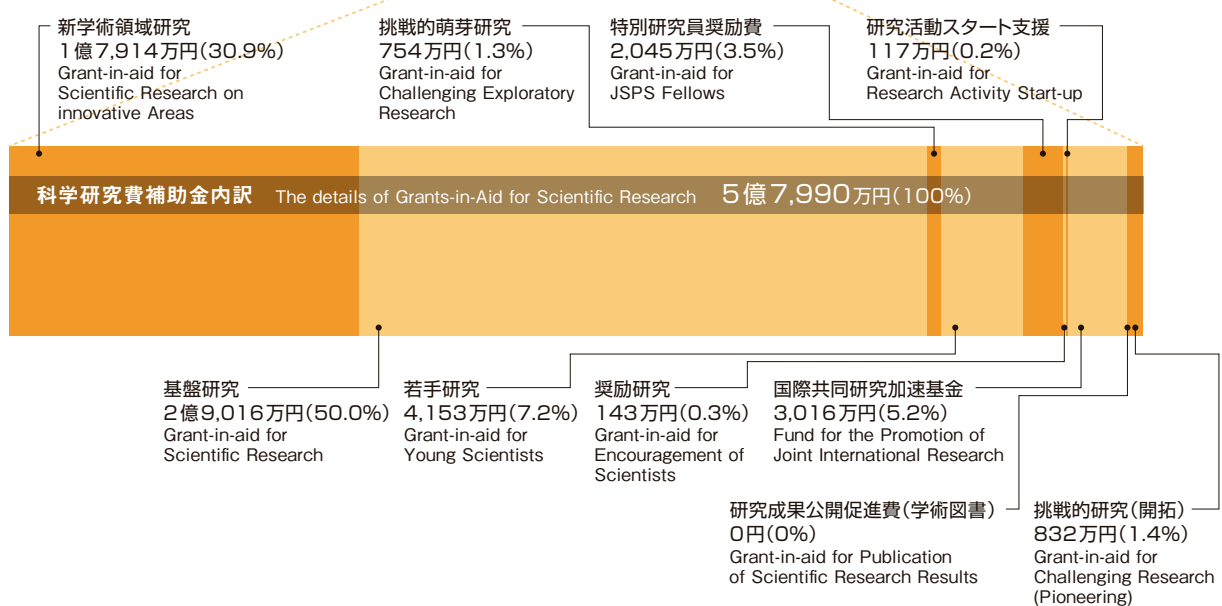 新学術領域研究
1億7,914万円(30.9%)
Grant-in-aid for
Scientific Research on
innovative Areas
挑戦的萌芽研究
754万円(1.3%)
Grant-in-aid for
Challenging Exploratory
Research
特別研究員奨励費
2,045万円(3.5%)
Grant-in-aid for
JSPS Fellows
研究活動スタート支援
117万円(0.2%)
Grant-in-aid for
Research Activity Start-up
科学研究費補助金内訳 The details of Grants-in-Aid for Scientific Research 5億7,990万円(100%)
基盤研究
2億9,016万円(50.0%)
Grant-in-aid for
Scientific Research
若手研究
4,153万円(7.2%)
Grant-in-aid for
Young Scientists
奨励研究
143万円(0.3%)
Grant-in-aid for
Encouragement of
Scientists
国際共同研究加速基金
3,016万円(5.2%)
Fund for the Promotion of
Joint International Research
研究成果公開促進費(学術図書)
0円(0%)
Grant-in-aid for Publication
of Scientific Research Results
挑戦的研究(開拓)
832万円(1.4%)
Grant-in-aid for
Challenging Research
(Pioneering)